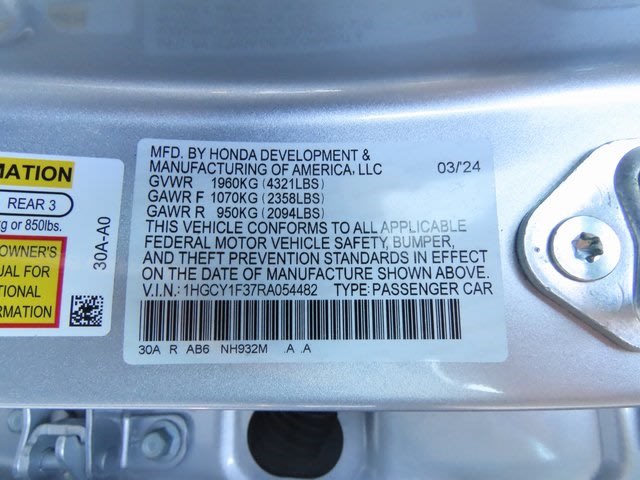 MATION
REAR 3
g or 850lbs.
OWNER'S
UAL FOR
TIONAL
RMATION
30A-A0
MFD. BY HONDA DEVELOPMENT &
MANUFACTURING OF AMERICA, LLC 03/'24
GVWR 1960KG (4321LBS)
GAWR F 1070KG (2358LBS)
GAWR R 950KG (2094LBS)
THIS VEHICLE CONFORMS TO ALL APPLICABLE
FEDERAL MOTOR VEHICLE SAFETY, BUMPER,
AND THEFT PREVENTION STANDARDS IN EFFECT
ON THE DATE OF MANUFACTURE SHOWN ABOVE.
V.I.N.: 1HGCY1F37RA054482 TYPE:PASSENGER CAR
30A R AB6 NH932M .A .A